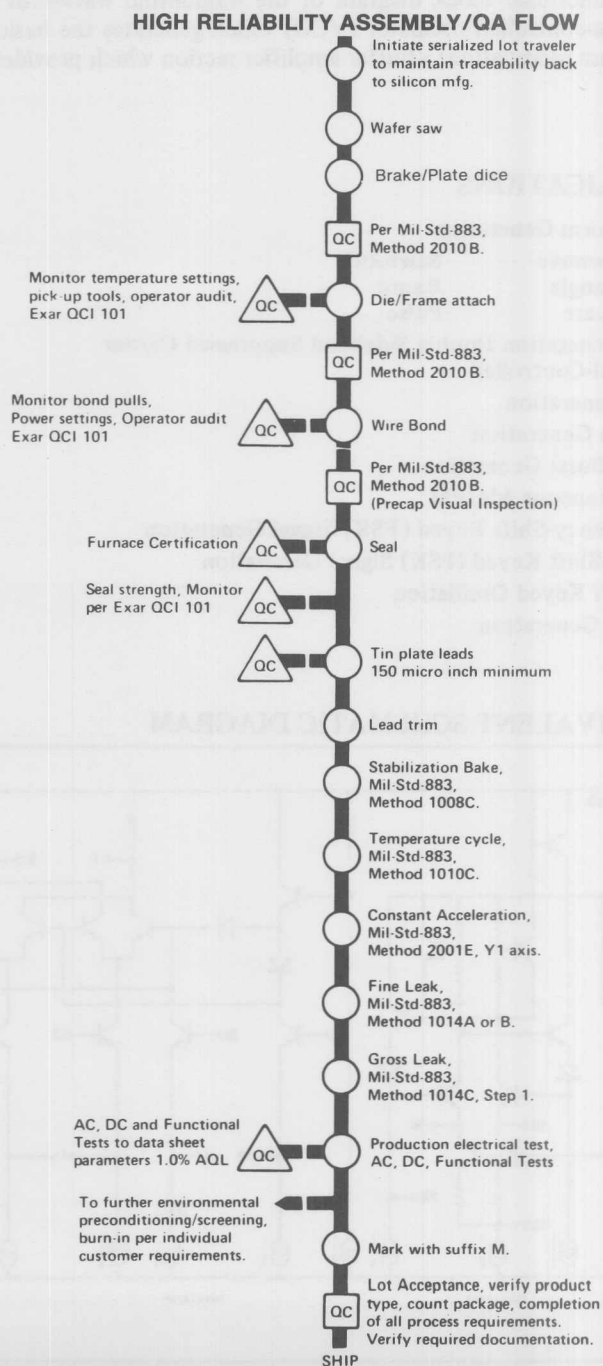 HIGH RELIABILITY ASSEMBLY/QA FLOW
Initiate serialized lot traveler
to maintain traceability back
to silicon mfg.
Wafer saw
Brake/Plate dice
QC
Per Mil-Std-883,
Method 2010 B.
Monitor temperature settings,
pick-up tools, operator audit,
Exar QCI 101
QC
Die/Frame attach
QC
Per Mil-Std-883,
Method 2010 B.
Monitor bond pulls,
Power settings, Operator audit
Exar QCI 101
QC
Wire Bond
QC
Per Mil-Std-883,
Method 2010 B.
(Precap Visual Inspection)
Furnace Certification
QC
Seal
Seal strength, Monitor
per Exar QCI 101
QC
QC
Tin plate leads
150 micro inch minimum
Lead trim
Stabilization Bake,
Mil-Std-883,
Method 1008C.
Temperature cycle,
Mil-Std-883,
Method 1010C.
Constant Acceleration,
Mil-Std-883,
Method 2001E, Y1 axis.
Fine Leak,
Mil-Std-883,
Method 1014A or B.
Gross Leak,
Mil-Std-883,
Method 1014C, Step 1.
AC, DC and Functional
Tests to data sheet
parameters 1.0% AQL
QC
Production electrical test,
AC, DC, Functional Tests
To further environmental
preconditioning/screening,
burn-in per individual
customer requirements.
Mark with suffix M.
QC
Lot Acceptance, verify product
type, count package, completion
of all process requirements.
Verify required documentation.
SHIP